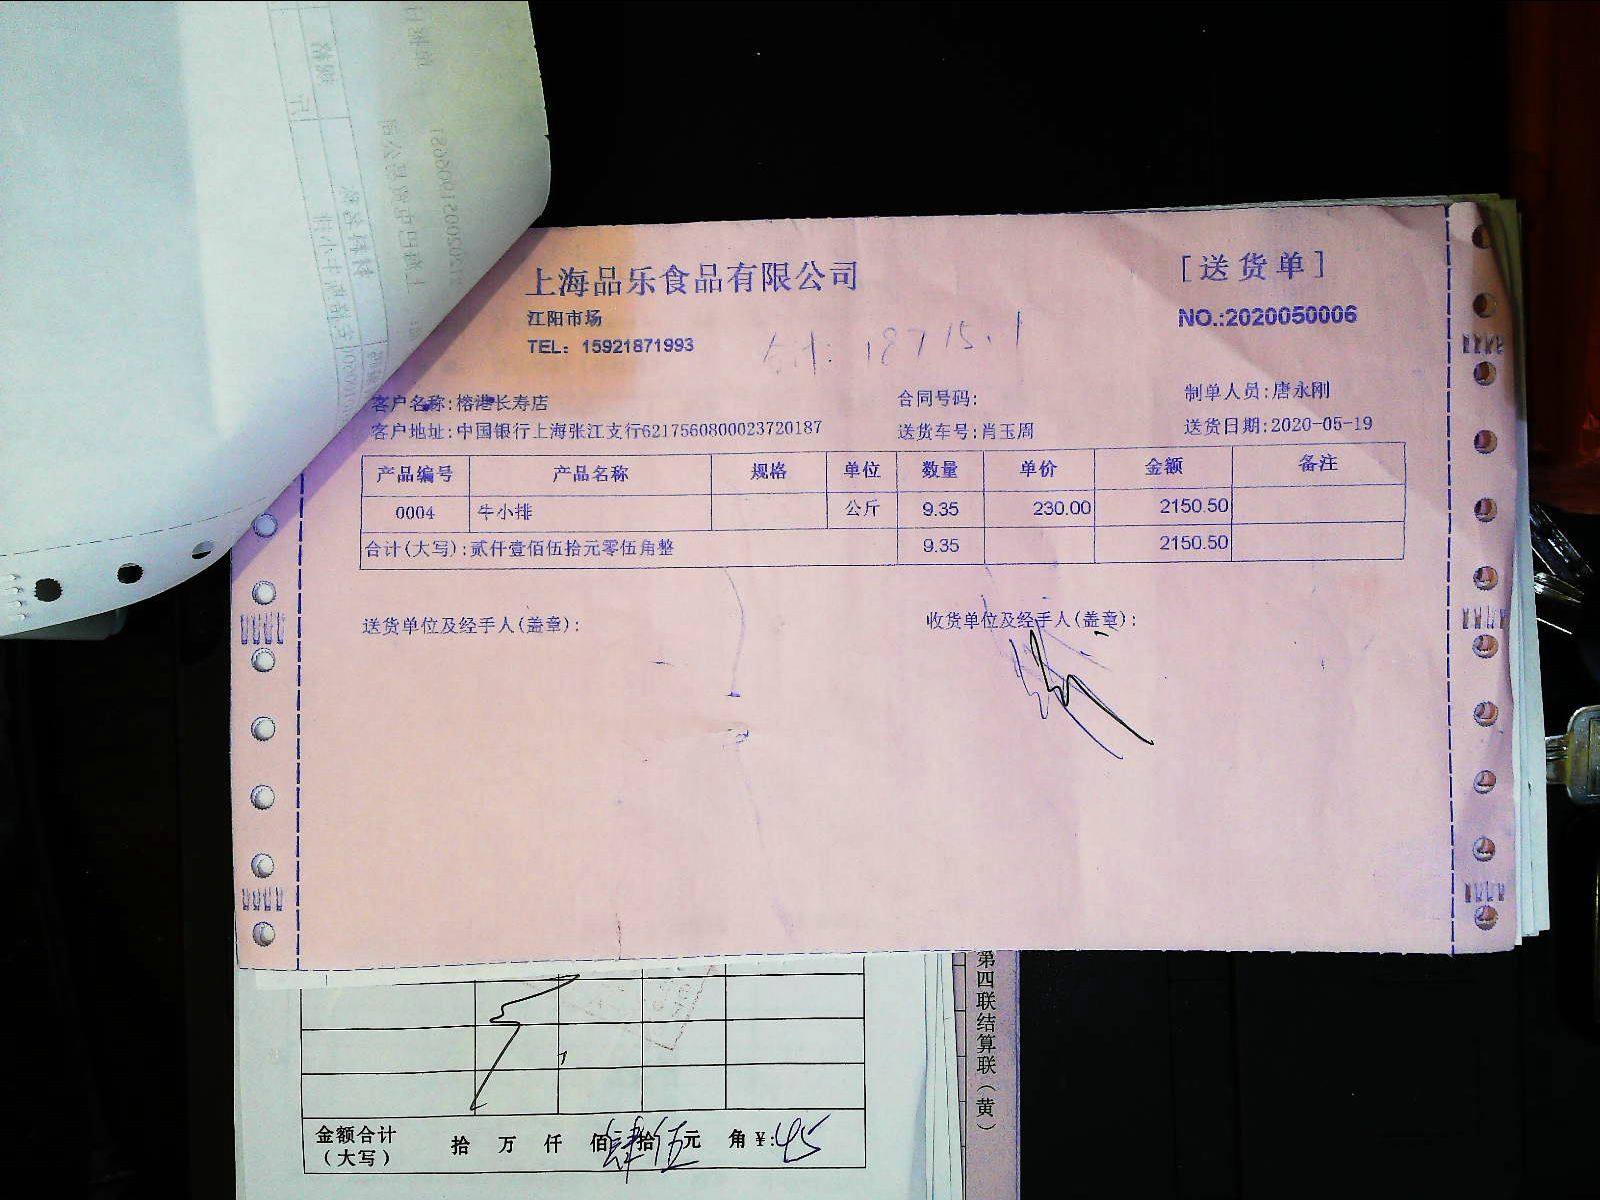 上海品乐食品有限公司
[送货单]
江阳市场
NO.:2020050006
TEL: 15921871993
合计: 18715.1
客户名称:榕港长寿店
合同号码:
制单人员:唐永刚
客户地址:中国银行上海张江支行6217560800023720187
送货车号:肖玉周
送货日期:2020-05-19
产品编号 产品名称 规格 单位 数量 单价 金额 备注
0004 牛小排 公斤 9.35 230.00 2150.50
合计(大写):贰仟壹佰伍拾元零伍角整 9.35 2150.50
送货单位及经手人(盖章):
收货单位及经手人(盖章):
第四联结算联(黄)
金额合计
(大写)
拾 万 仟 佰 肆 拾 伍 元 角 ¥:45